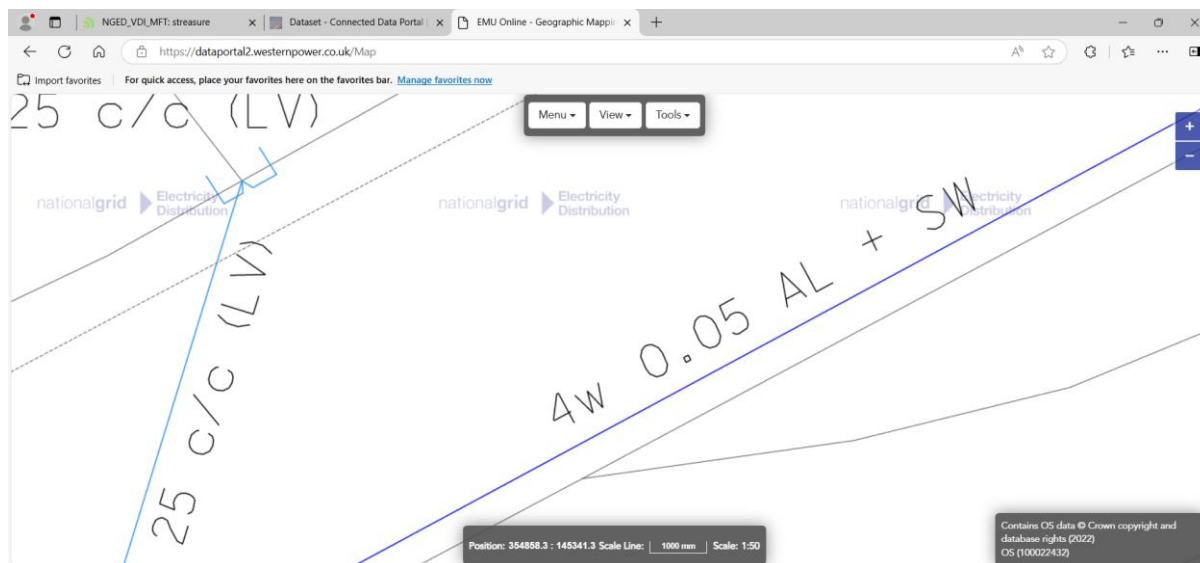 NGED_VDI_MFT: streasure
Dataset - Connected Data Portal
EMU Online - Geographic Mappin
https://dataportal2.westernpower.co.uk/Map
Import favorites
For quick access, place your favorites here on the favorites bar. Manage favorites now
25 c/c (LV)
Menu
View
Tools
+
−
nationalgrid Electricity Distribution
nationalgrid Electricity Distribution
nationalgrid Electricity Distribution
25 c/c (LV)
4w 0.05 AL + SW
Position: 354858.3 : 145341.3 Scale Line: 1000 mm Scale: 1:50
Contains OS data © Crown copyright and
database rights (2022)
OS (100022432)